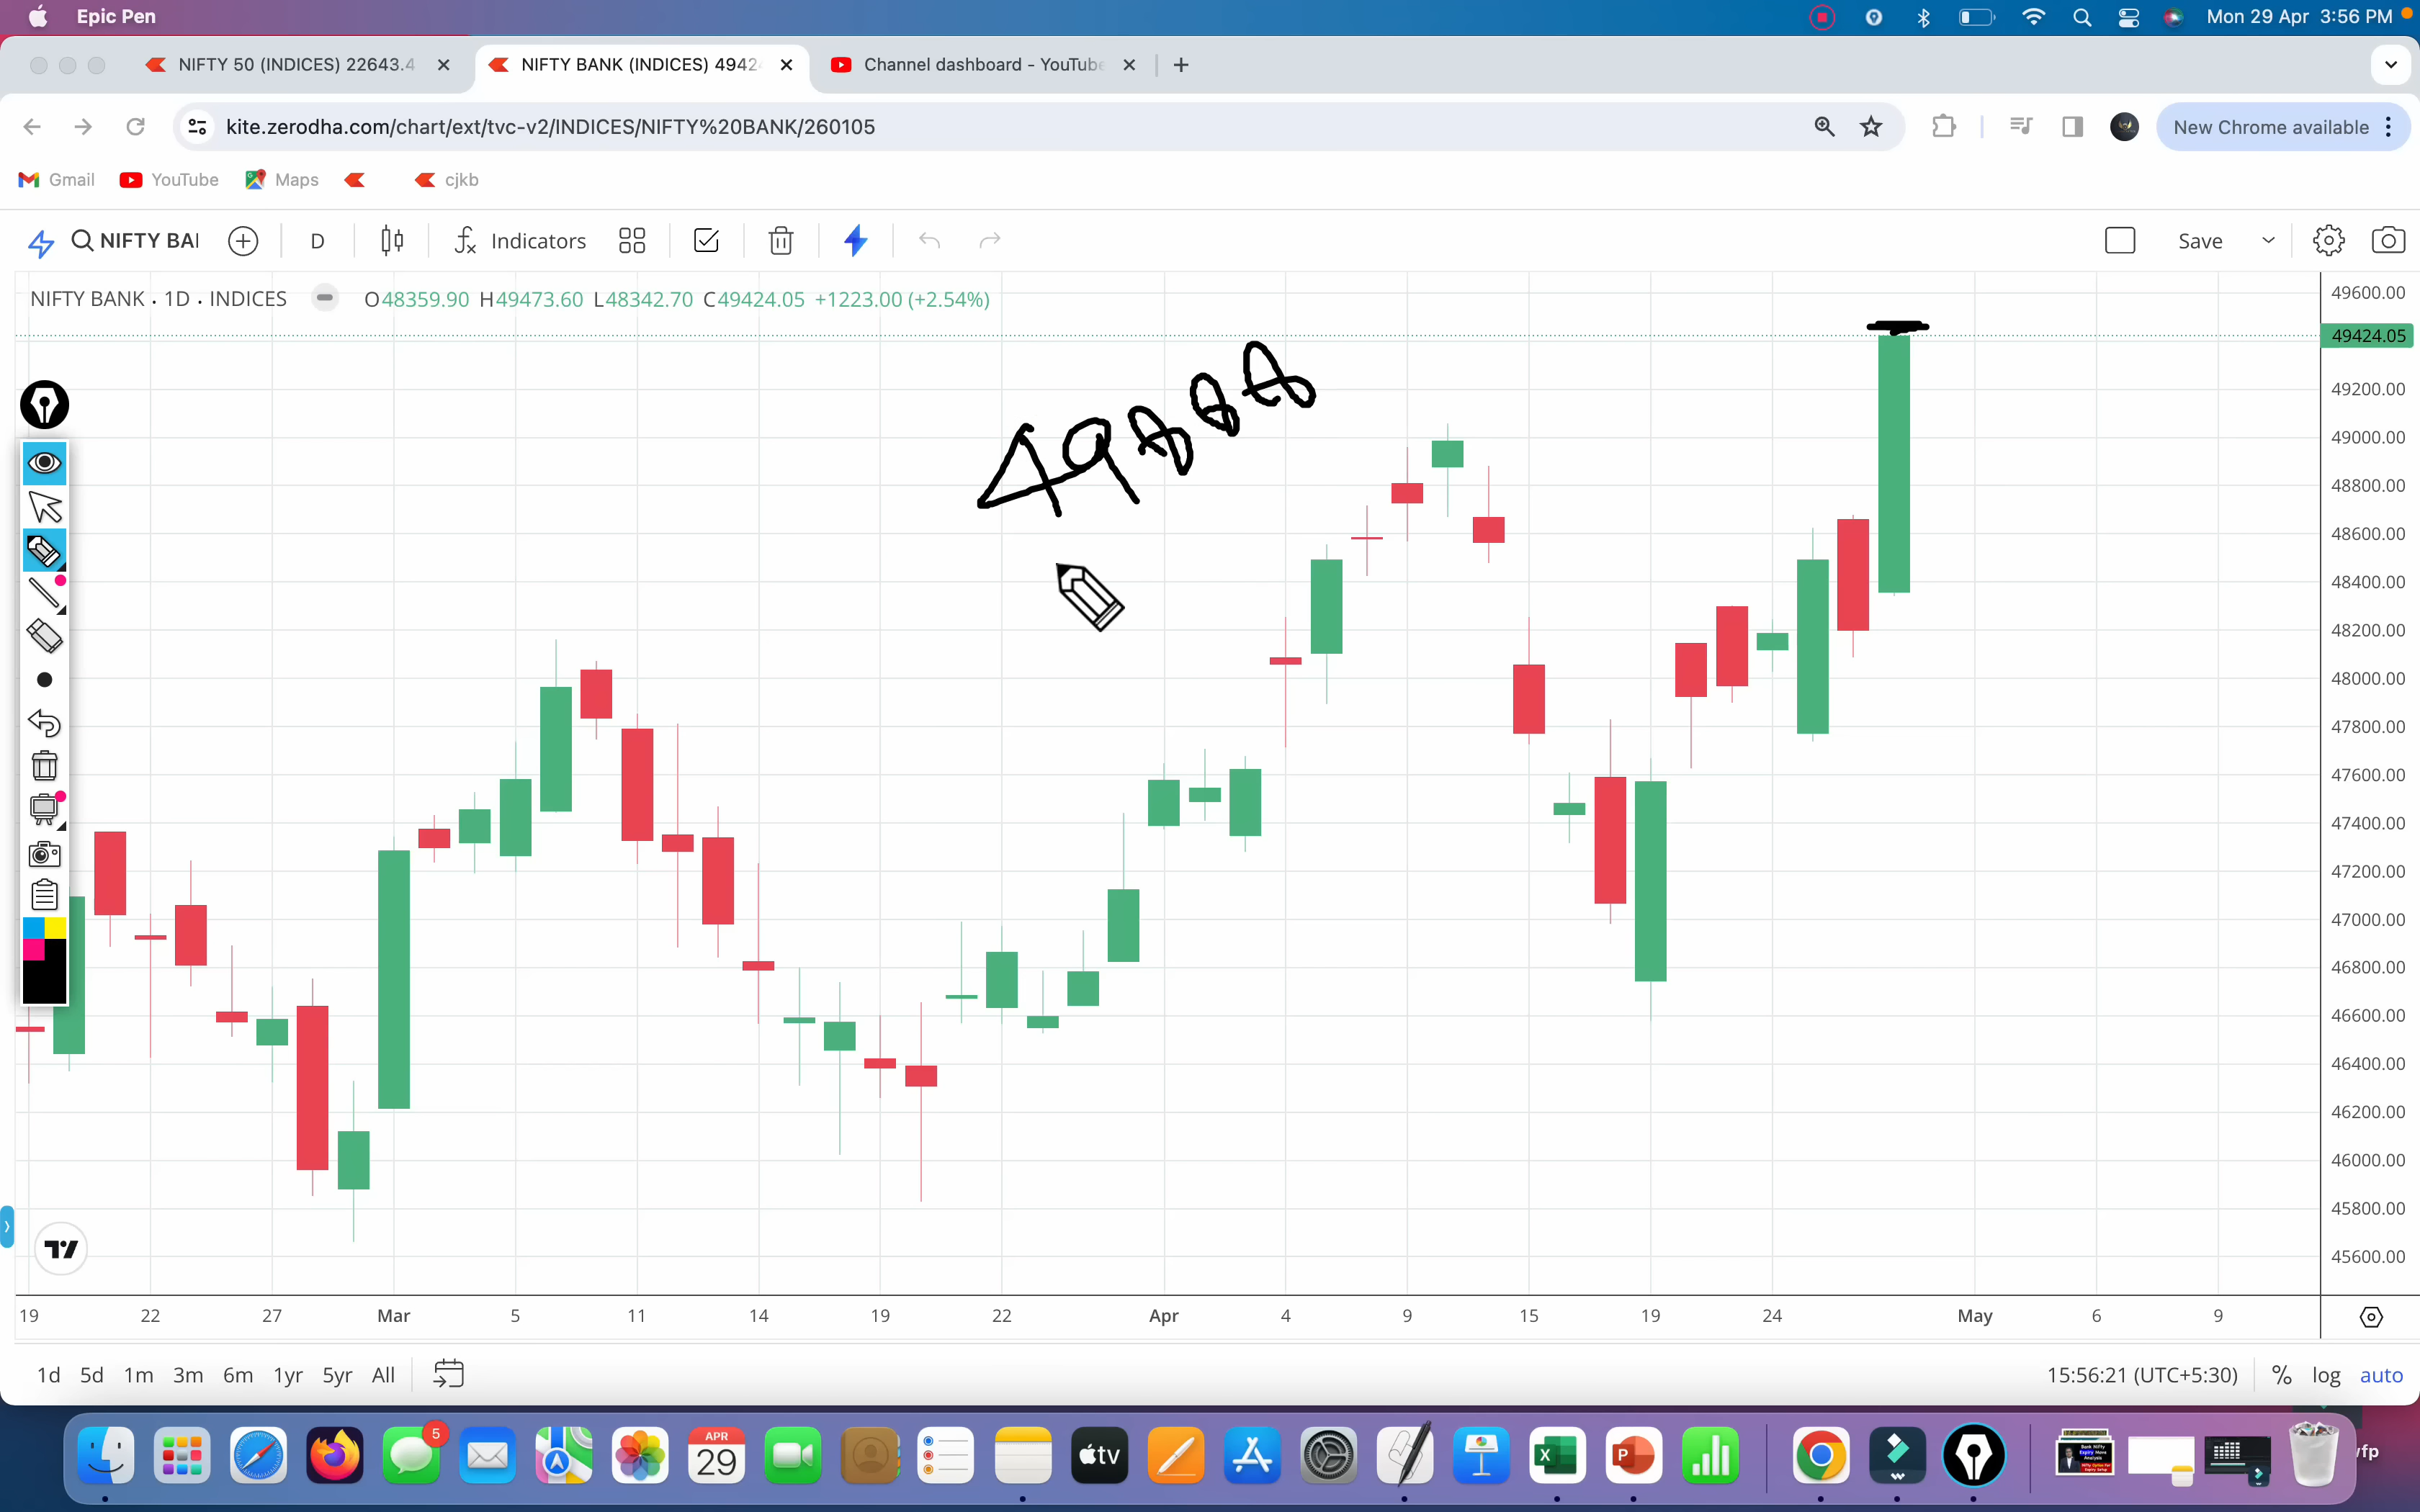 Epic Pen
Mon 29 Apr 3:56 PM
NIFTY 50 (INDICES) 22643.4
NIFTY BANK (INDICES) 4942
Channel dashboard - YouTube
kite.zerodha.com/chart/ext/tvc-v2/INDICES/NIFTY%20BANK/260105
New Chrome available
Gmail
YouTube
Maps
cjkb
NIFTY BAI
D
Indicators
Save
NIFTY BANK · 1D · INDICES
O48359.90 H49473.60 L48342.70 C49424.05 +1223.00 (+2.54%)
49600.00
49424.05
49200.00
49000.00
48800.00
48600.00
48400.00
48200.00
48000.00
47800.00
47600.00
47400.00
47200.00
47000.00
46800.00
46600.00
46400.00
46200.00
46000.00
45800.00
45600.00
19 22 27 Mar 5 11 14 19 22 Apr 4 9 15 19 24 May 6 9
1d 5d 1m 3m 6m 1yr 5yr All
15:56:21 (UTC+5:30) % log auto
5
APR
29
tv
wfp